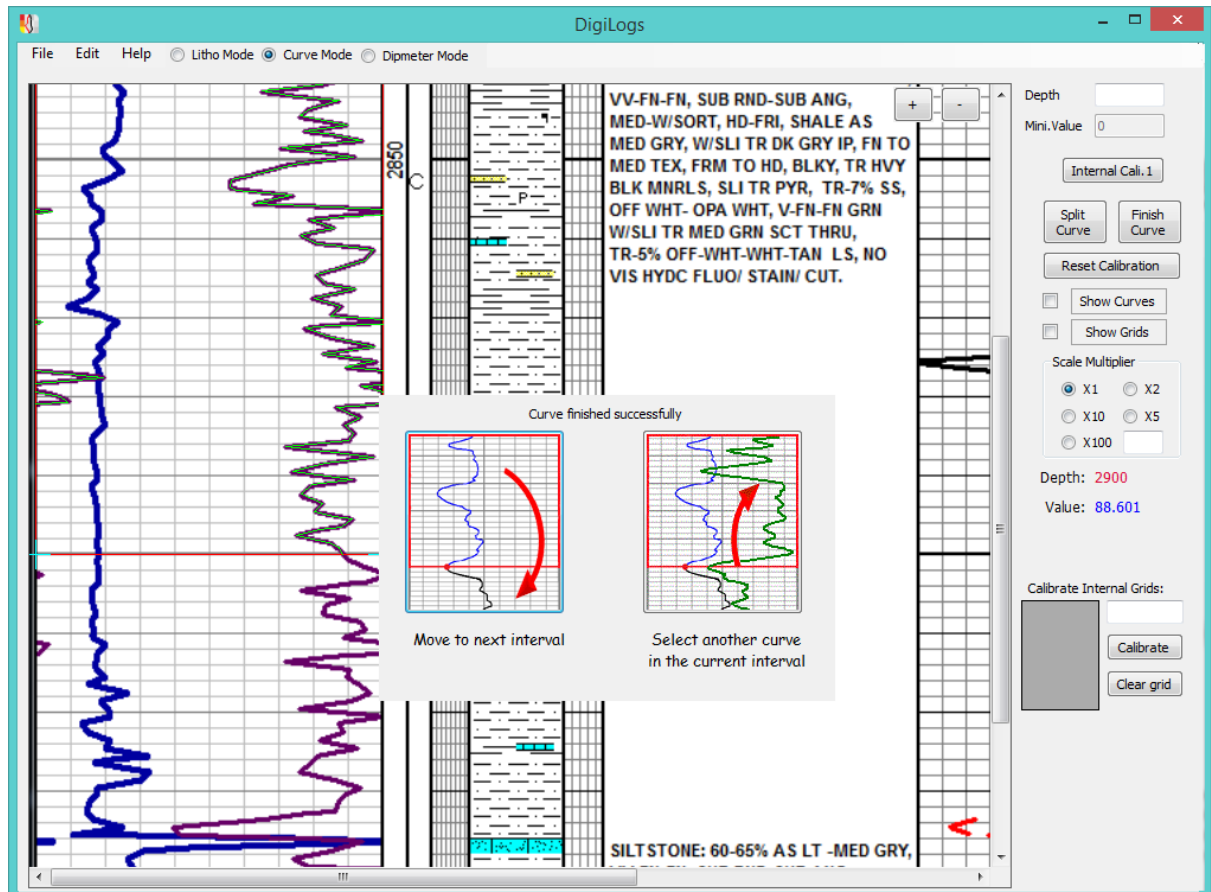 DigiLogs
File Edit Help Litho Mode Curve Mode Dipmeter Mode
VV-FN-FN, SUB RND-SUB ANG,
MED-W/SORT, HD-FRI, SHALE AS
MED GRY, W/SLI TR DK GRY IP, FN TO
MED TEX, FRM TO HD, BLKY, TR HVY
BLK MNRLS, SLI TR PYR, TR-7% SS,
OFF WHT- OPA WHT, V-FN-FN GRN
W/SLI TR MED GRN SCT THRU,
TR-5% OFF-WHT-WHT-TAN LS, NO
VIS HYDC FLUO/ STAIN/ CUT.
+ -
2850
C
P
Curve finished successfully
Move to next interval
Select another curve
in the current interval
SILTSTONE: 60-65% AS LT -MED GRY,
Depth
Mini.Value 0
Internal Cali.1
Split
Curve
Finish
Curve
Reset Calibration
Show Curves
Show Grids
Scale Multiplier
X1 X2
X10 X5
X100
Depth: 2900
Value: 88.601
Calibrate Internal Grids:
Calibrate
Clear grid